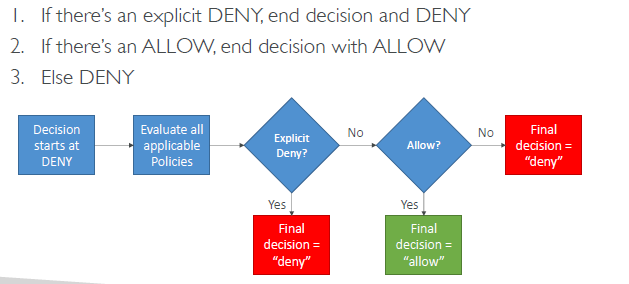 1. If there's an explicit DENY, end decision and DENY
2. If there's an ALLOW, end decision with ALLOW
3. Else DENY
Decision
starts at
DENY
Evaluate all
applicable
Policies
Explicit
Deny?
No
Allow?
No
Final
decision =
"deny"
Yes
Final
decision =
"deny"
Yes
Final
decision =
"allow"